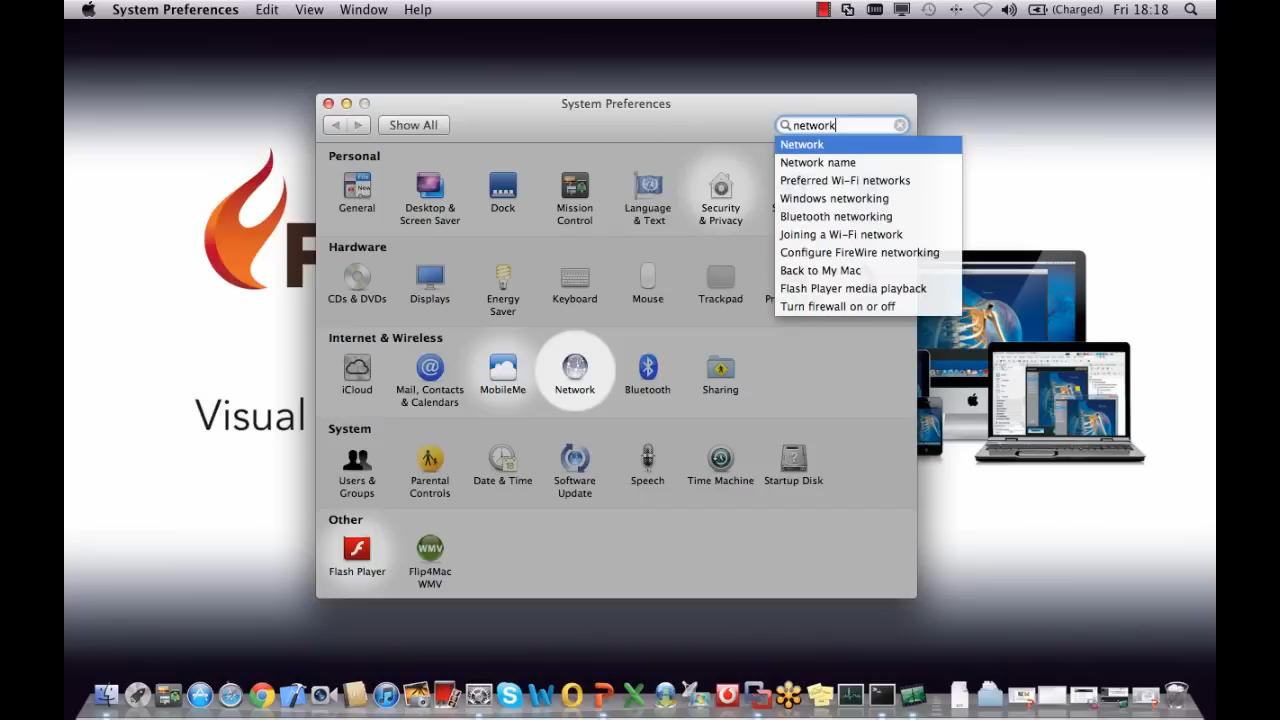 System Preferences Edit View Window Help
(Charged) Fri 18:18
System Preferences
Show All
network
Network
Network name
Preferred Wi-Fi networks
Windows networking
Bluetooth networking
Joining a Wi-Fi network
Configure FireWire networking
Back to My Mac
Flash Player media playback
Turn firewall on or off
Personal
General
Desktop &
Screen Saver
Dock
Mission
Control
Language
& Text
Security
& Privacy
Hardware
CDs & DVDs
Displays
Energy
Saver
Keyboard
Mouse
Trackpad
Internet & Wireless
iCloud
Mail, Contacts
& Calendars
MobileMe
Network
Bluetooth
Sharing
System
Users &
Groups
Parental
Controls
Date & Time
Software
Update
Speech
Time Machine
Startup Disk
Other
Flash Player
WMV
Flip4Mac
WMV
Visual